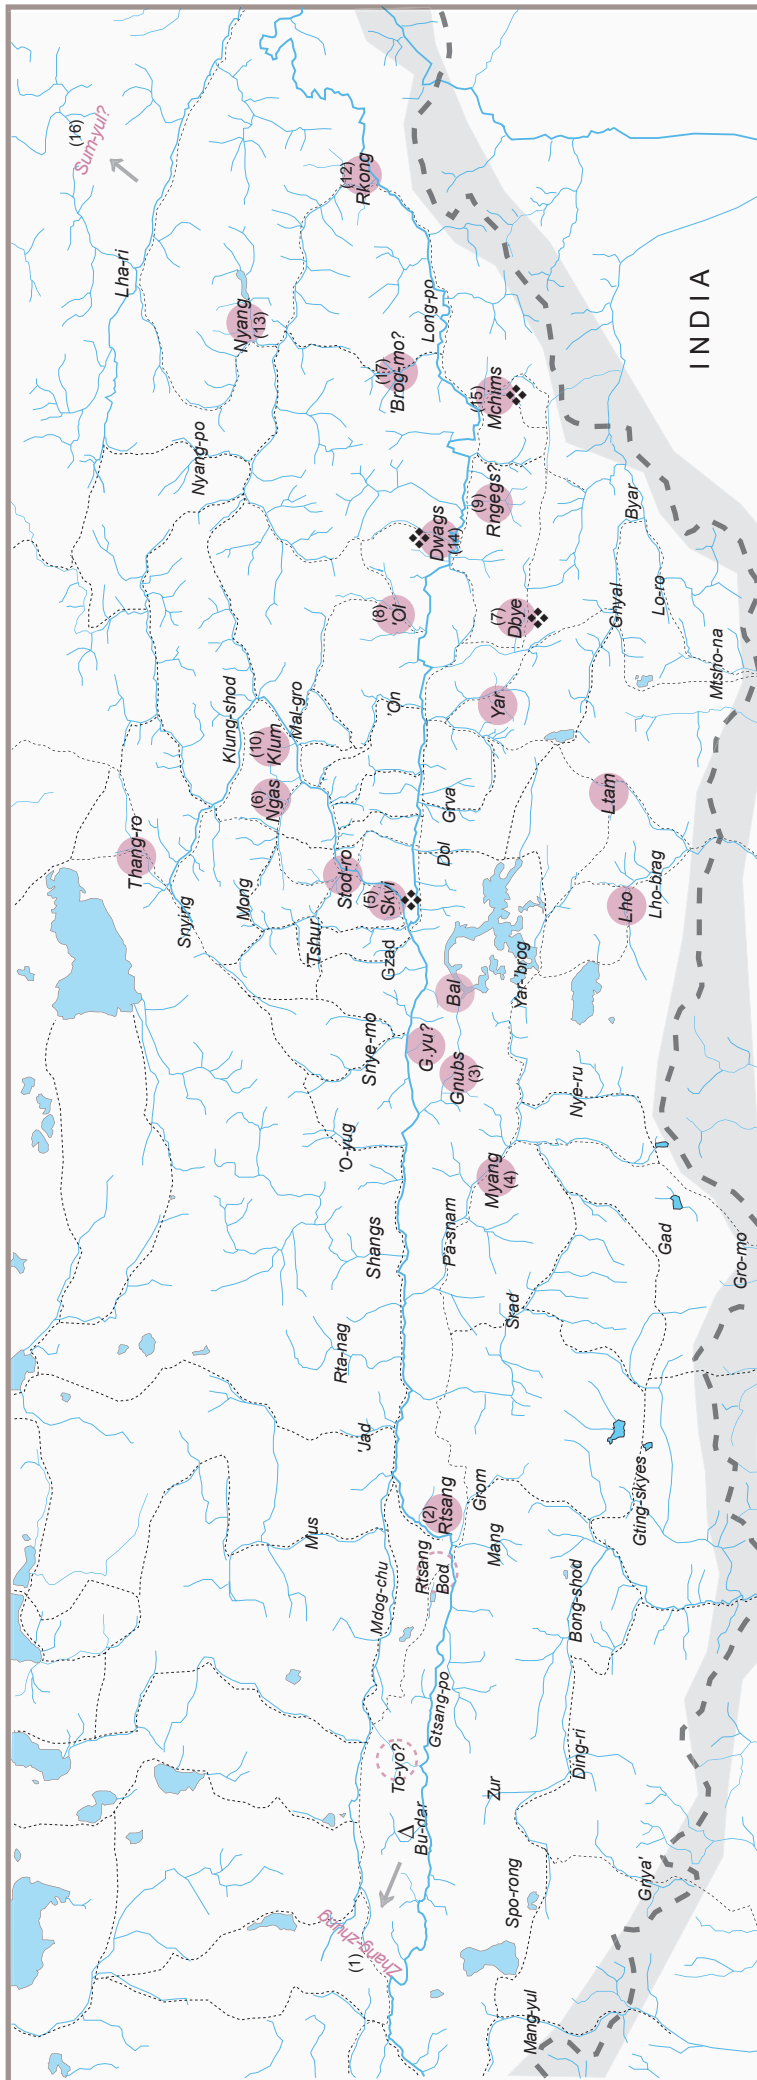 (16)
Sum-yul?
Lha-ri
(12)
Rkong
Nyang
(13)
Long-po
(17)
'Brog-mo?
(15)
Mchims
INDIA
Nyang-po
(9)
Rngegs?
Dwags
(14)
Byar
(8)
'Ol
(7)
Dbye
Gnyal
Lo-ro
Mtsho-na
Klung-shod
(10)
Klum
Mal-gro
'On
Yar
(6)
Ngas
Grva
Ltam
Thang-ro
Slod-ro
Dol
Snying
Mong
'Tshur
(5)
Skyi
Gzad
Lho
Lho-brag
Bal
Yar-'brog
Snye-mo
G.yu?
Gnubs
(3)
Nye-ru
'O-yug
Myang
(4)
Shangs
Pa-snam
Gad
Gro-mo
Srad
Rta-nag
'Jad
(2)
Rtsang
Grom
Gting-skyes
Mus
Rtsang
Bod
Mang
Mdog-chu
Bong-shod
Gtsang-po
To-yo?
Ding-ri
Zur
Bu-dar
Gnya'
Spo-rong
Zhang-zhung
(1)
Mang-yul